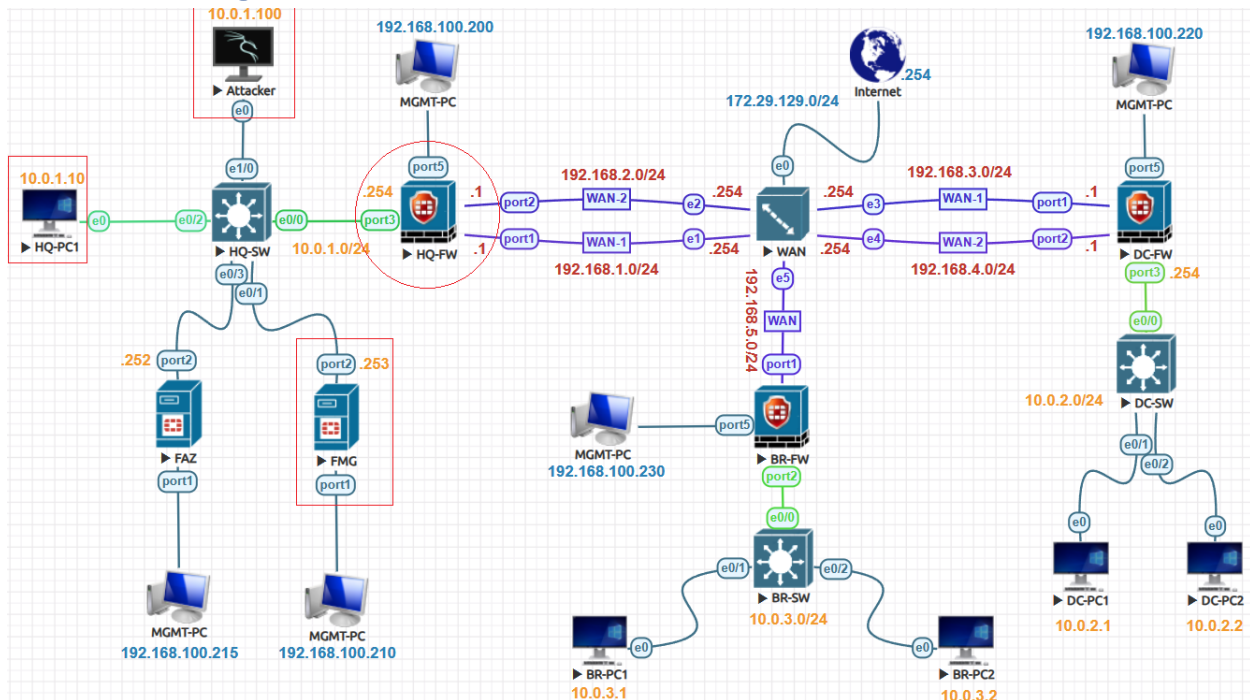 10.0.1.100
Attacker
e0
192.168.100.200
MGMT-PC
port5
172.29.129.0/24
.254
Internet
192.168.100.220
MGMT-PC
port5
10.0.1.10
e0
HQ-PC1
e1/0
e0/2
e0/0
HQ-SW
10.0.1.0/24
.254
port3
HQ-FW
.1
port2
192.168.2.0/24
WAN-2
e2
.254
.1
port1
WAN-1
192.168.1.0/24
e1
.254
e0
WAN
.254
e3
192.168.3.0/24
WAN-1
port1
.1
.254
e4
WAN-2
192.168.4.0/24
port2
.1
DC-FW
port3
.254
e0/3
e0/1
.252
port2
FAZ
port1
port2
.253
FMG
port1
e5
192.168.5.0/24
WAN
port1
port5
MGMT-PC
192.168.100.230
BR-FW
port2
e0/0
e0/0
DC-SW
10.0.2.0/24
e0/1
e0/2
e0
DC-PC1
10.0.2.1
e0
DC-PC2
10.0.2.2
MGMT-PC
192.168.100.215
MGMT-PC
192.168.100.210
e0/1
e0/2
BR-SW
10.0.3.0/24
BR-PC1
e0
10.0.3.1
e0
BR-PC2
10.0.3.2